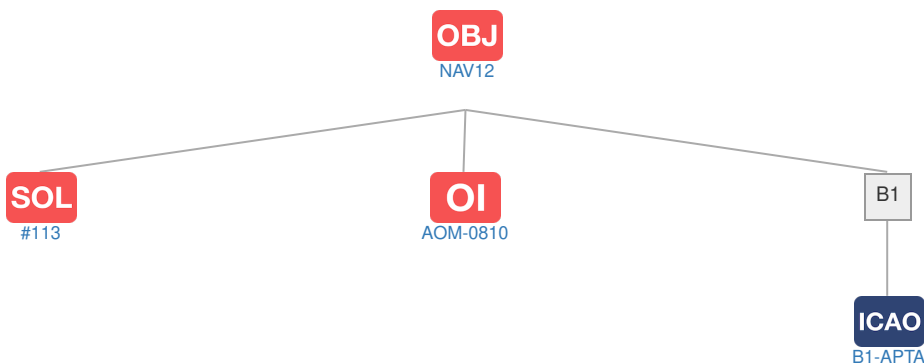 OBJ
NAV12
SOL
#113
OI
AOM-0810
B1
ICAO
B1-APTA